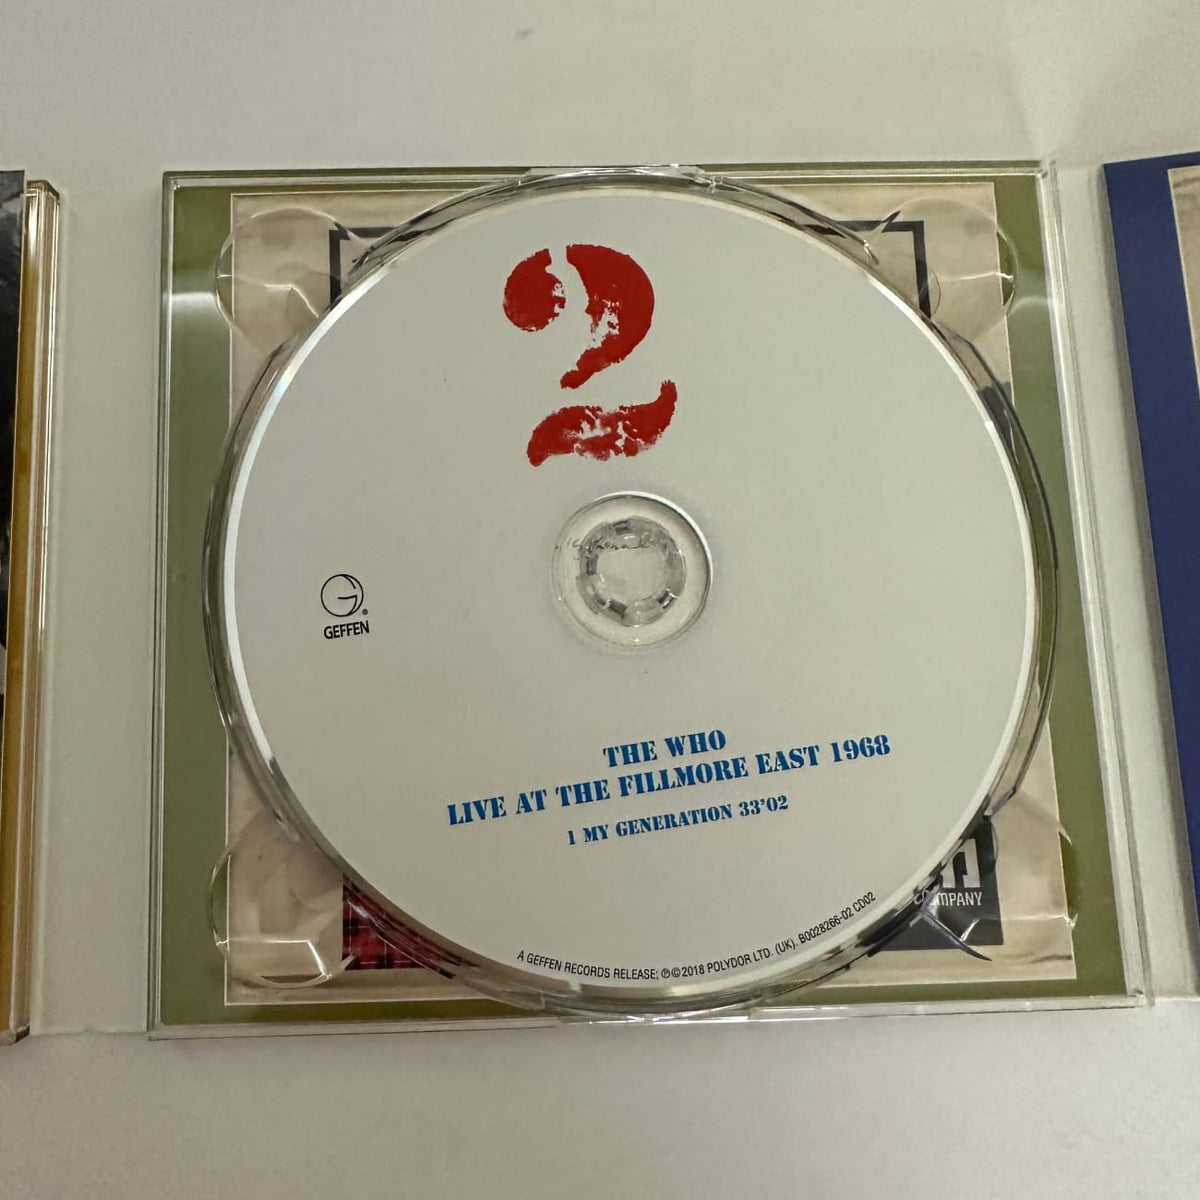 2
GEFFEN
THE WHO
LIVE AT THE FILLMORE EAST 1968
1 MY GENERATION 33'02
A GEFFEN RECORDS RELEASE; ℗ © 2018 POLYDOR LTD. (UK). B0028266-02 CD02
COMPANY